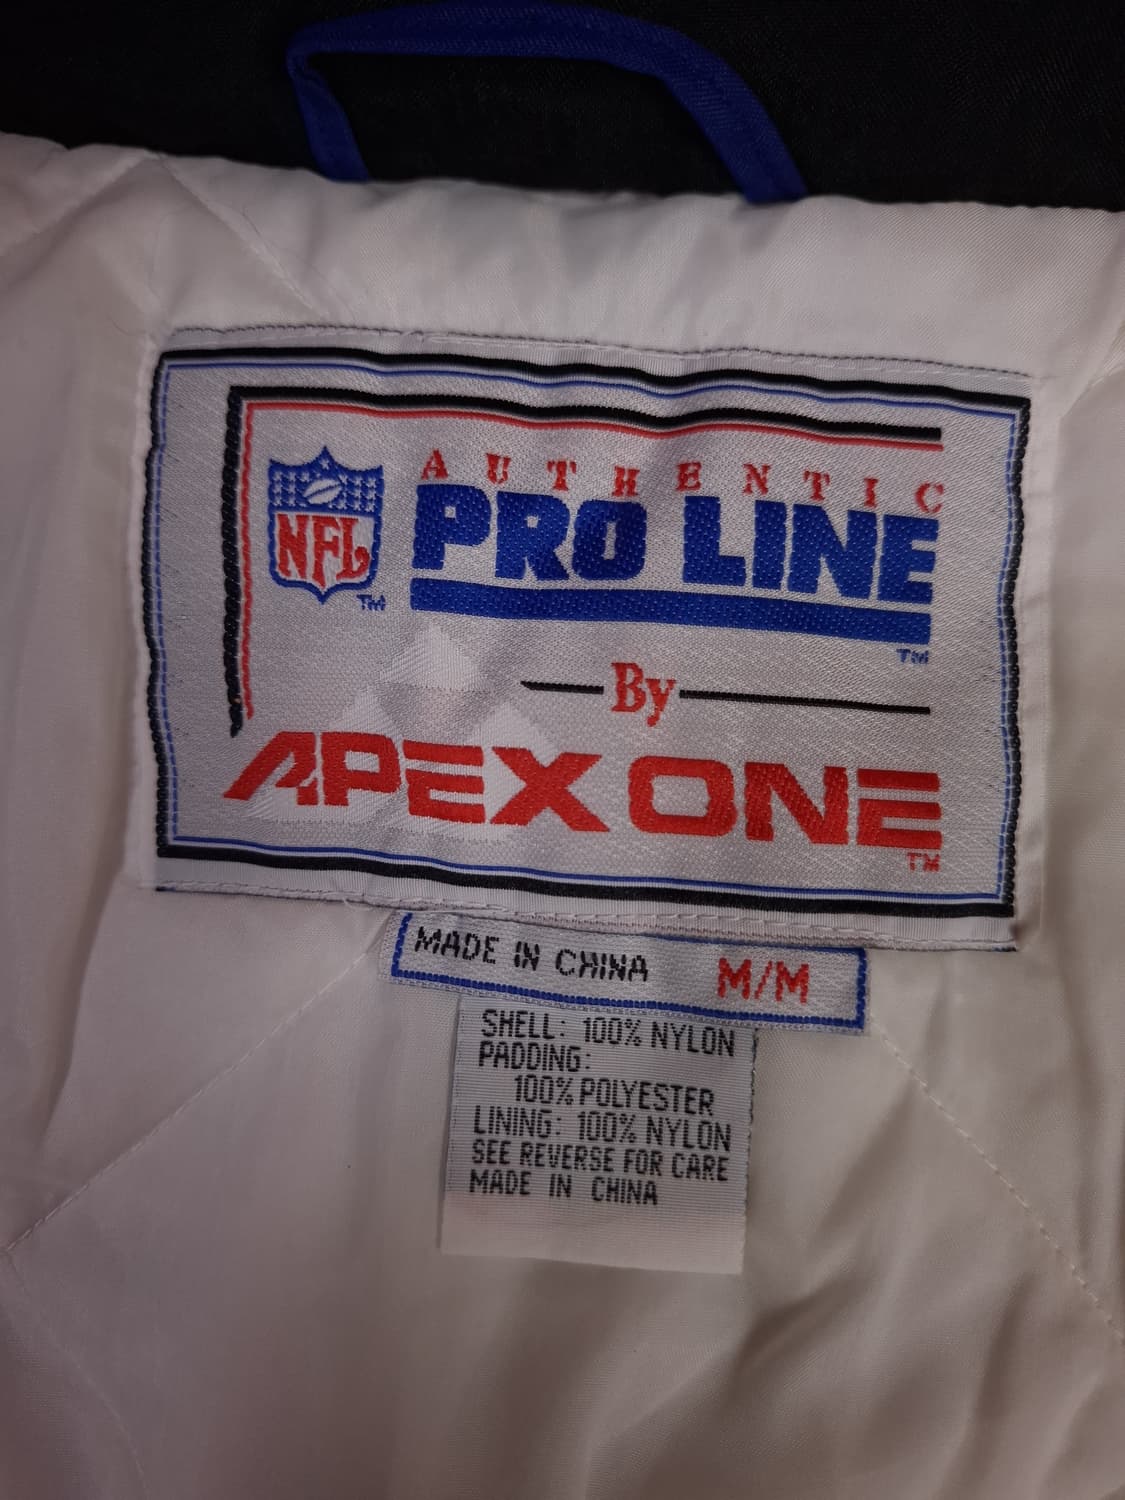 AUTHENTIC
NFL
TM
PRO LINE
TM
By
APEX ONE
TM
MADE IN CHINA M/M
SHELL: 100% NYLON
PADDING:
100% POLYESTER
LINING: 100% NYLON
SEE REVERSE FOR CARE
MADE IN CHINA